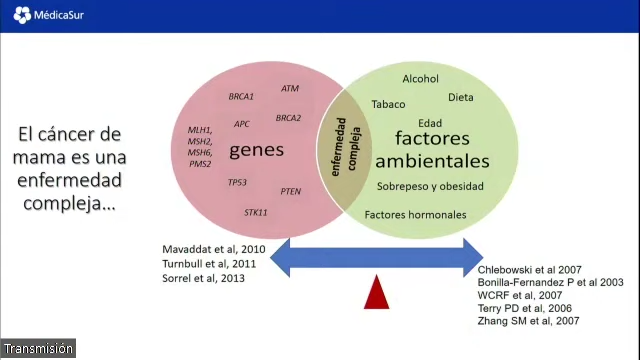 MédicaSur
El cáncer de
mama es una
enfermedad
compleja...
BRCA1
ATM
APC
BRCA2
MLH1,
MSH2,
MSH6,
PMS2
genes
TP53
PTEN
STK11
enfermedad
compleja
Alcohol
Tabaco
Dieta
Edad
factores
ambientales
Sobrepeso y obesidad
Factores hormonales
Mavaddat et al, 2010
Turnbull et al, 2011
Sorrel et al, 2013
Chlebowski et al 2007
Bonilla-Fernandez P et al 2003
WCRF et al, 2007
Terry PD et al, 2006
Zhang SM et al, 2007
Transmisión